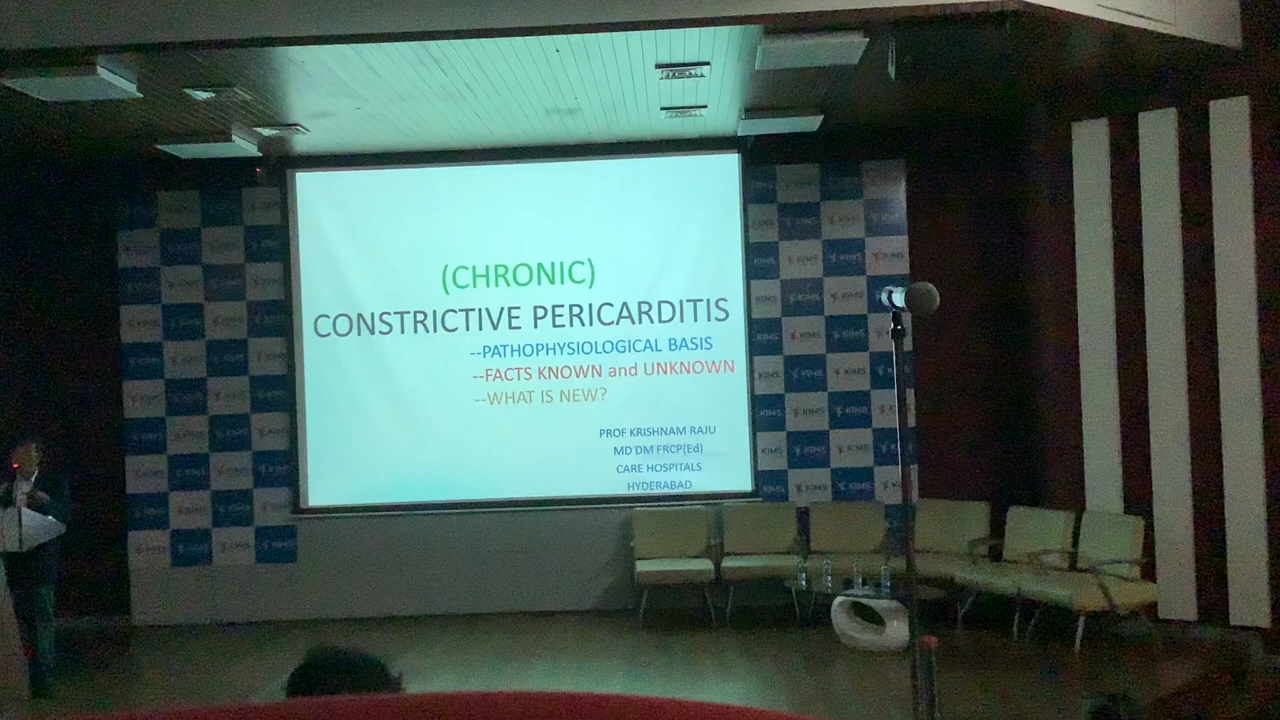 (CHRONIC)
CONSTRICTIVE PERICARDITIS
--PATHOPHYSIOLOGICAL BASIS
--FACTS KNOWN and UNKNOWN
--WHAT IS NEW?
PROF KRISHNAM RAJU
MD DM FRCP(Ed)
CARE HOSPITALS
HYDERABAD
KIMS